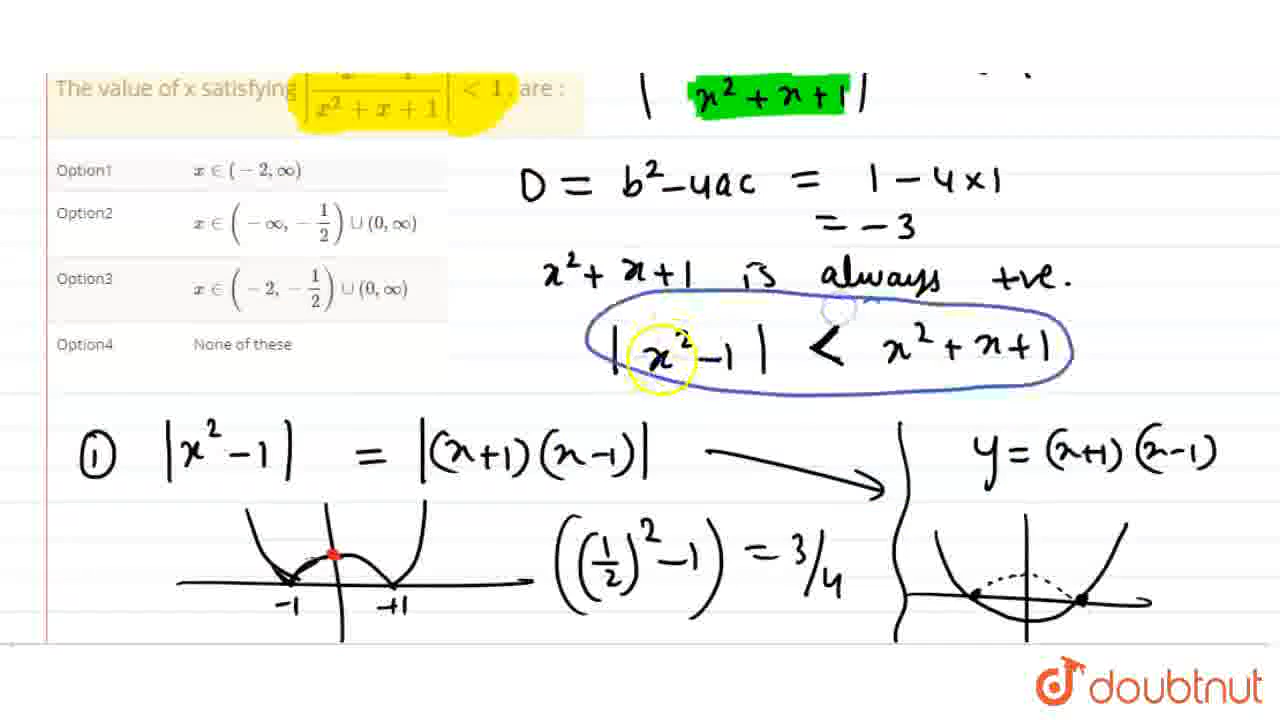 The value of x satisfying | / x² + x + 1 | < 1, are :
| x² + x + 1 |
Option1 x ∈ (−2, ∞)
Option2 x ∈ (−∞, −1/2) ∪ (0, ∞)
Option3 x ∈ (−2, −1/2) ∪ (0, ∞)
Option4 None of these
D = b² − 4ac = 1 − 4×1
= −3
x² + x + 1 is always +ve.
|x² − 1| < x² + x + 1
① |x² − 1| = |(x+1)(x−1)|
y = (x+1)(x−1)
((1/2)² − 1) = 3/4
−1 +1
doubtnut